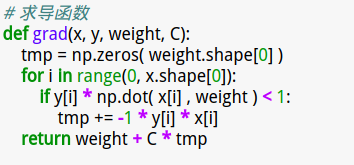 # 求导函数
def grad(x, y, weight, C):
    tmp = np.zeros( weight.shape[0] )
    for i in range(0, x.shape[0]):
        if y[i] * np.dot( x[i] , weight ) < 1:
            tmp += -1 * y[i] * x[i]
    return weight + C * tmp